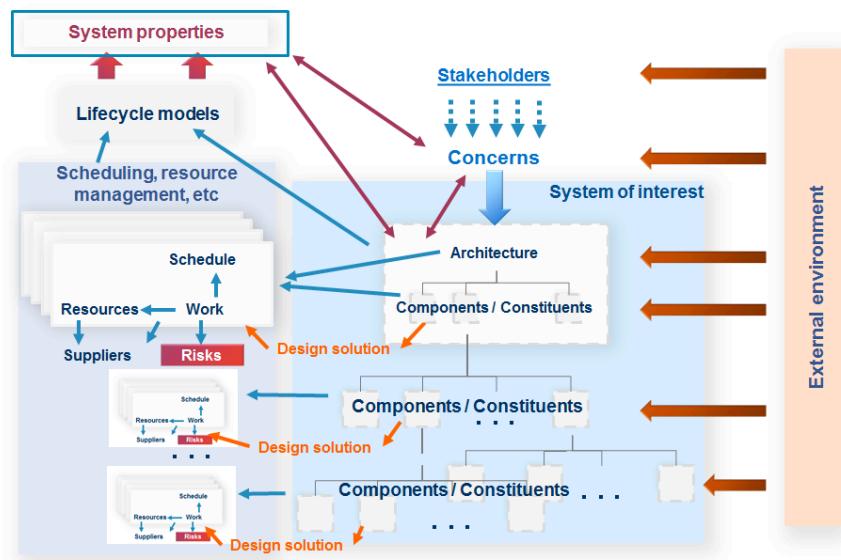 System properties
Stakeholders
Lifecycle models
Concerns
Scheduling, resource
management, etc
System of interest
Schedule
Architecture
Resources
Work
Components / Constituents
Suppliers
Risks
Design solution
Schedule
Resources
Work
Suppliers
Risks
Components / Constituents
. . .
Design solution
. . .
Schedule
Resources
Work
Suppliers
Risks
Components / Constituents
. . .
. . .
Design solution
External environment